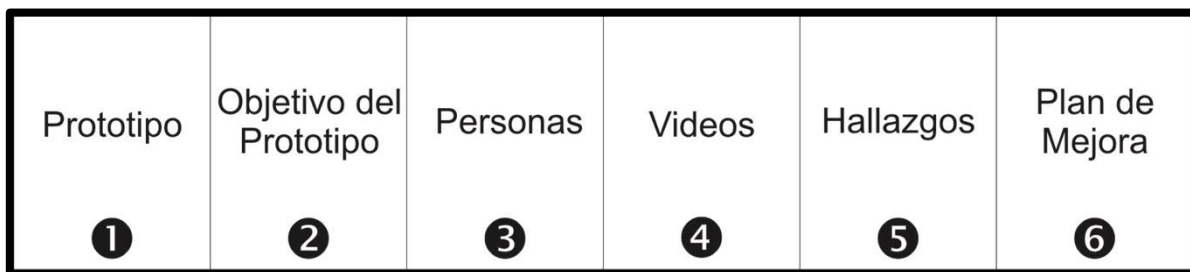 Prototipo
Objetivo del
Prototipo
Personas
Videos
Hallazgos
Plan de
Mejora
1
2
3
4
5
6